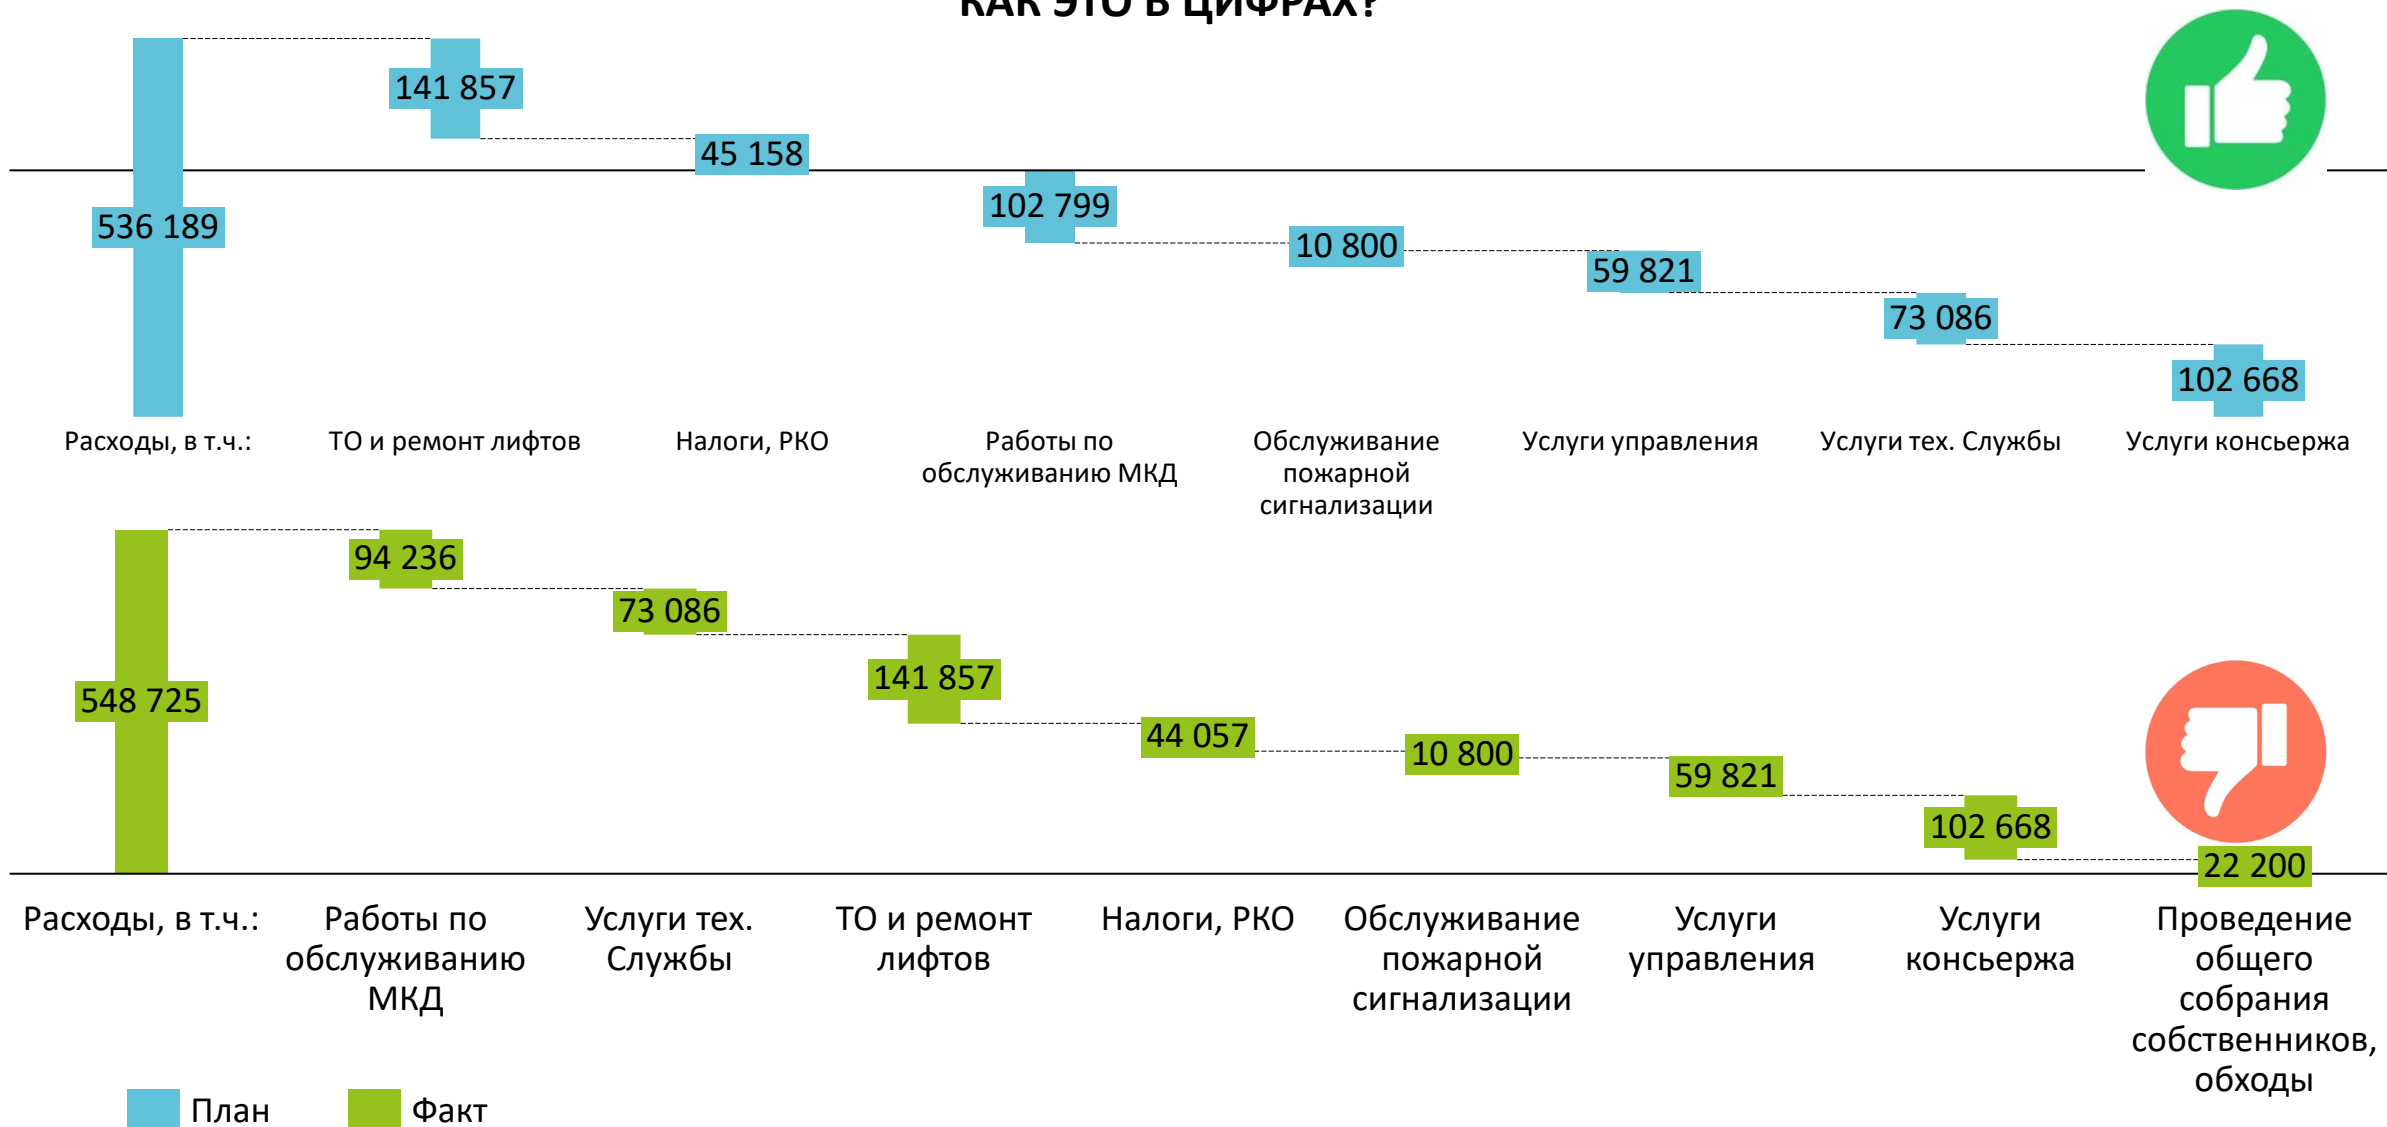 КАК ЭТО В ЦИФРАХ?
141 857
45 158
102 799
536 189
10 800
59 821
73 086
102 668
Расходы, в т.ч.:
ТО и ремонт лифтов
Налоги, РКО
Работы по
обслуживанию МКД
Обслуживание
пожарной
сигнализации
Услуги управления
Услуги тех. Службы
Услуги консьержа
94 236
73 086
141 857
548 725
44 057
10 800
59 821
102 668
22 200
Расходы, в т.ч.:
Работы по
обслуживанию
МКД
Услуги тех.
Службы
ТО и ремонт
лифтов
Налоги, РКО
Обслуживание
пожарной
сигнализации
Услуги
управления
Услуги
консьержа
Проведение
общего
собрания
собственников,
обходы
План
Факт